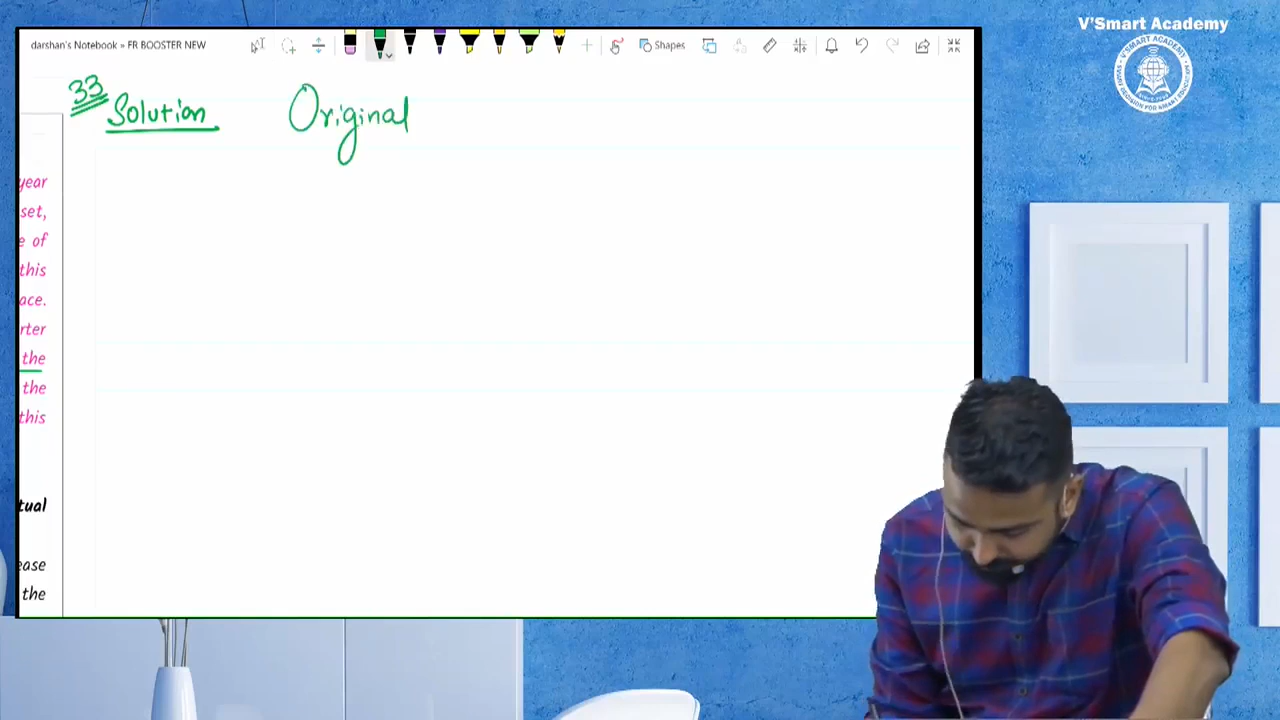 V'Smart Academy
darshan's Notebook » FR BOOSTER NEW
Shapes
33 Solution Original
year
set,
e of
this
ace.
rter
the
the
this
tual
ease
the